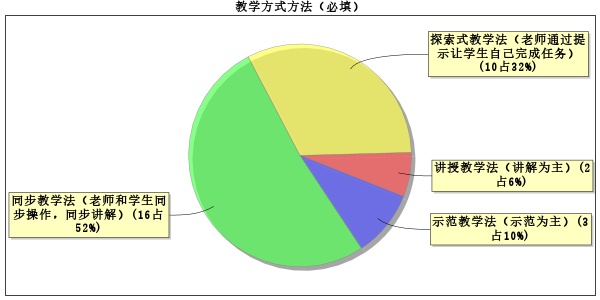 教学方式方法（必填）
探索式教学法（老师通过提
示让学生自己完成任务）
(10占32%)
讲授教学法（讲解为主）(2
占6%)
同步教学法（老师和学生同
步操作，同步讲解）(16占
52%)
示范教学法（示范为主）(3
占10%)